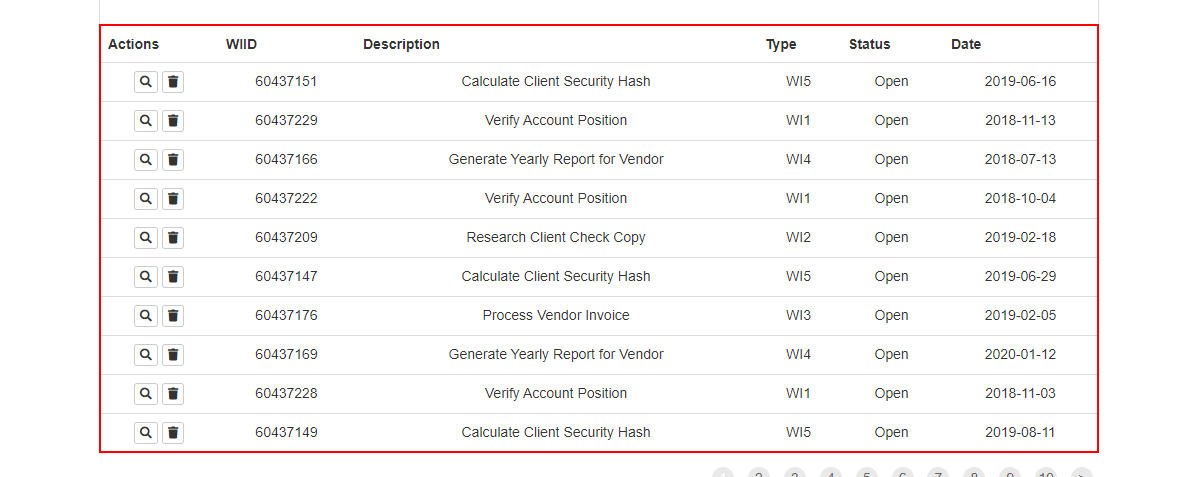 Actions WIID Description Type Status Date
60437151 Calculate Client Security Hash WI5 Open 2019-06-16
60437229 Verify Account Position WI1 Open 2018-11-13
60437166 Generate Yearly Report for Vendor WI4 Open 2018-07-13
60437222 Verify Account Position WI1 Open 2018-10-04
60437209 Research Client Check Copy WI2 Open 2019-02-18
60437147 Calculate Client Security Hash WI5 Open 2019-06-29
60437176 Process Vendor Invoice WI3 Open 2019-02-05
60437169 Generate Yearly Report for Vendor WI4 Open 2020-01-12
60437228 Verify Account Position WI1 Open 2018-11-03
60437149 Calculate Client Security Hash WI5 Open 2019-08-11
2 3 4 5 6 7 8 9 10 >